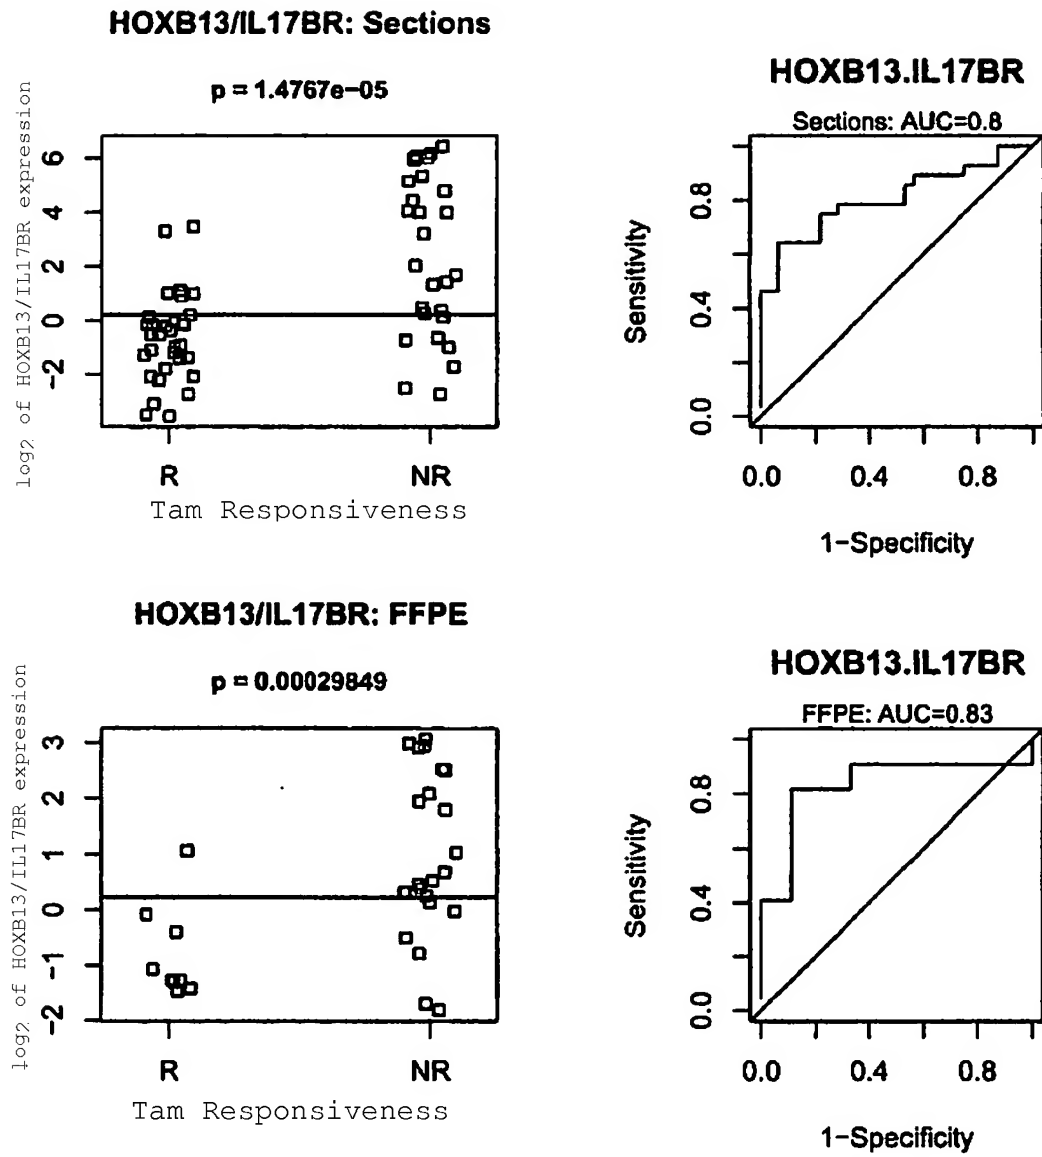 HOXB13/IL17BR: Sections
p = 1.4767e-05
log2 of HOXB13/IL17BR expression
6
4
2
0
-2
R NR
Tam Responsiveness
HOXB13.IL17BR
Sections: AUC=0.8
Sensitivity
0.8
0.4
0.0
0.0 0.4 0.8
1-Specificity
HOXB13/IL17BR: FFPE
p = 0.00029849
log2 of HOXB13/IL17BR expression
3
2
1
0
-1
-2
R NR
Tam Responsiveness
HOXB13.IL17BR
FFPE: AUC=0.83
Sensitivity
0.8
0.4
0.0
0.0 0.4 0.8
1-Specificity